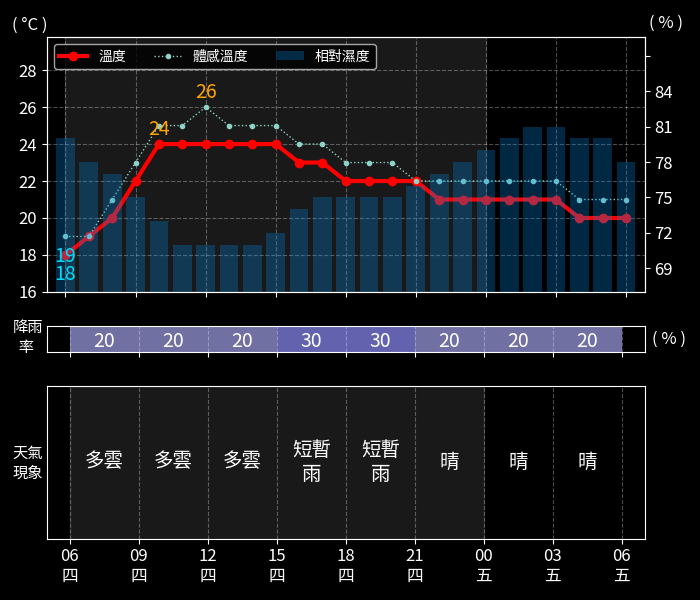 ( °C )
( % )
溫度 體感溫度 相對濕度
28
26
24
22
20
18
16
84
81
78
75
72
69
26
24
19
18
降雨
率
20 20 20 30 30 20 20 20
( % )
天氣
現象
多雲 多雲 多雲 短暫 短暫 晴 晴 晴
雨 雨
06 09 12 15 18 21 00 03 06
四 四 四 四 四 四 五 五 五